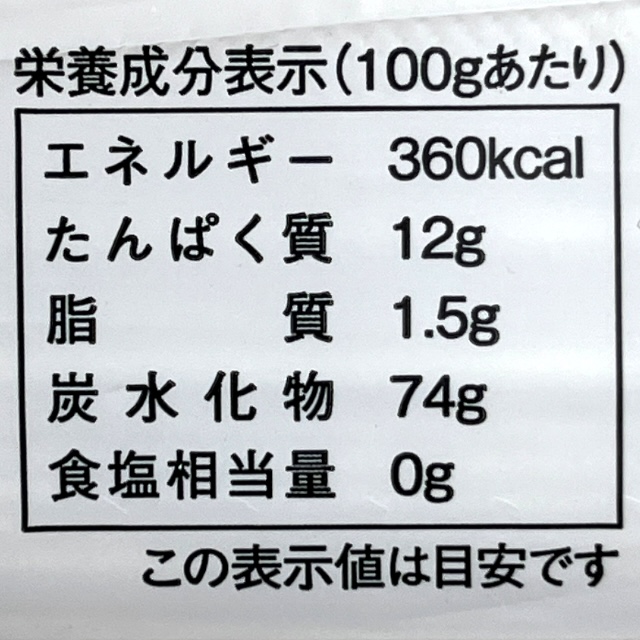 栄養成分表示(100gあたり)
エネルギー 360kcal
たんぱく質 12g
脂質 1.5g
炭水化物 74g
食塩相当量 0g
この表示値は目安です